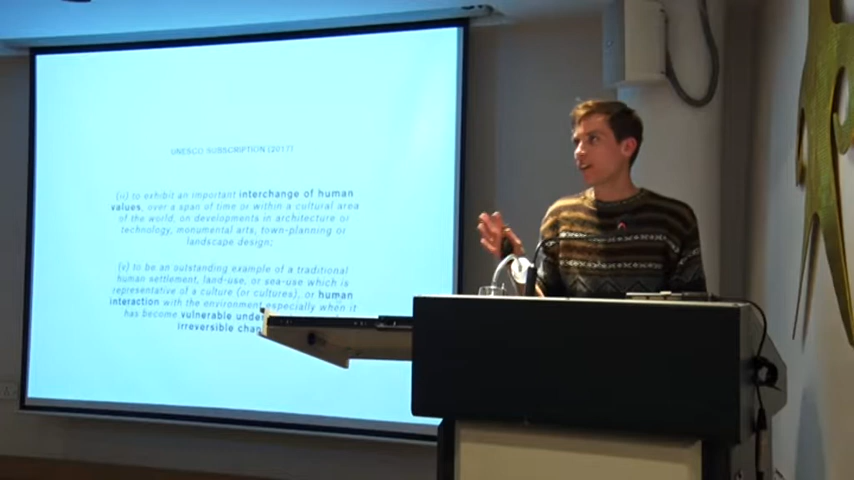 UNESCO SUBSCRIPTION (2017)
(ii) to exhibit an important interchange of human
values, over a span of time or within a cultural area
of the world, on developments in architecture or
technology, monumental arts, town-planning or
landscape design;
(v) to be an outstanding example of a traditional
human settlement, land-use, or sea-use which is
representative of a culture (or cultures), or human
interaction with the environment especially when it
has become vulnerable under
irreversible